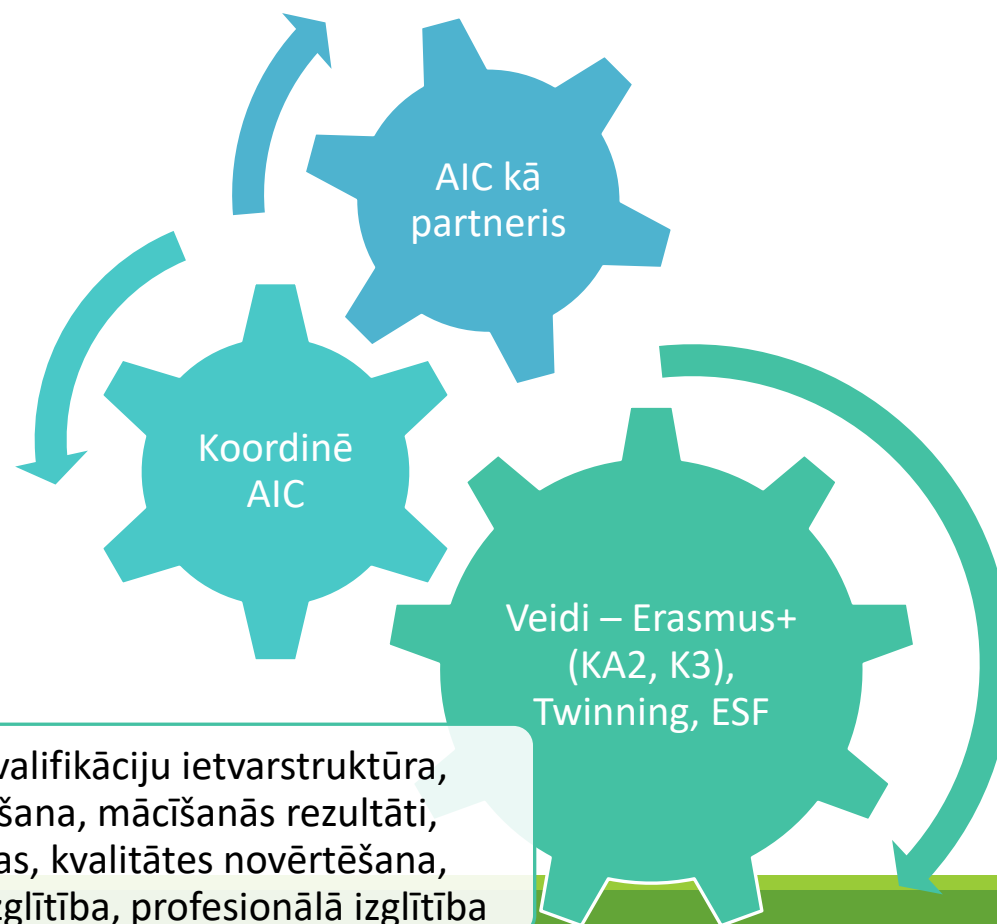 AIC kā
partneris
Koordinē
AIC
Veidi – Erasmus+
(KA2, K3),
Twinning, ESF
valifikāciju ietvarstruktūra,
šana, mācīšanās rezultāti,
as, kvalitātes novērtēšana,
zglītība, profesionālā izglītība